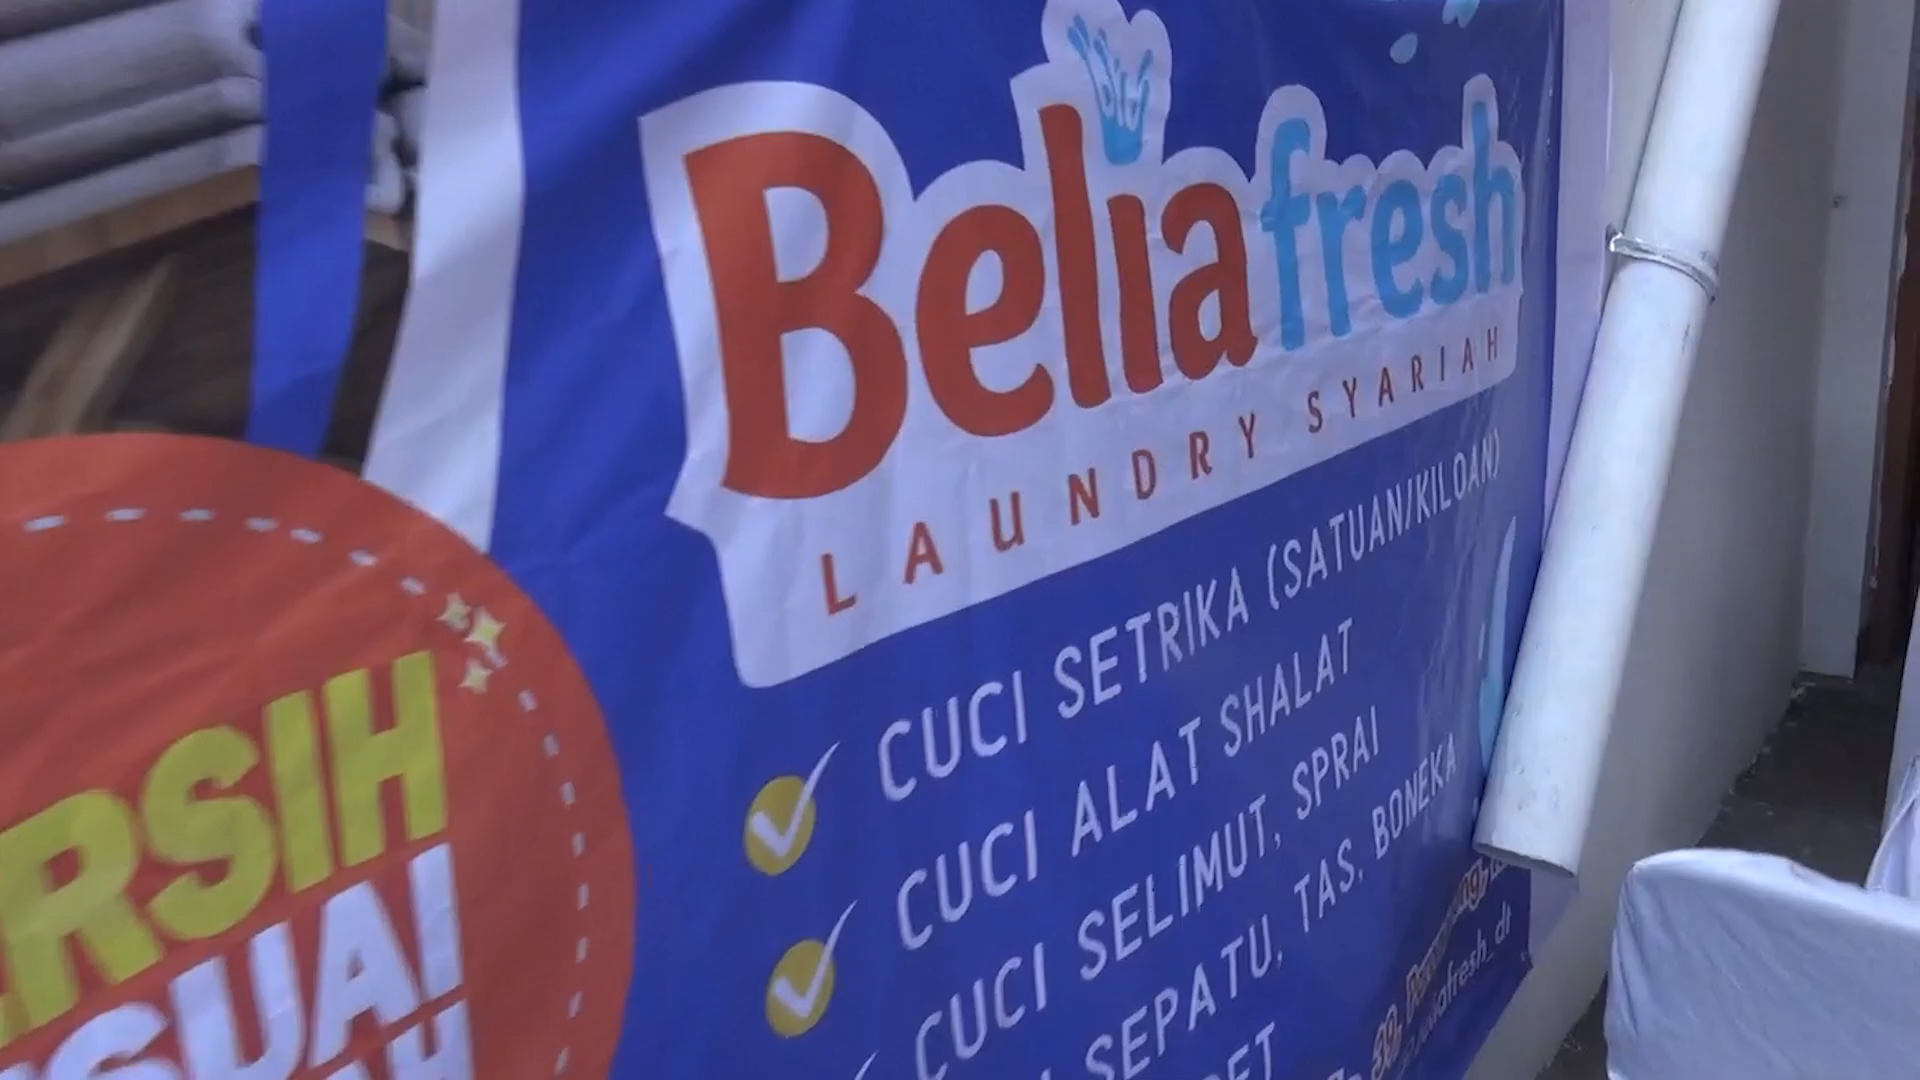 Beliafresh
LAUNDRY SYARIAH
CUCI SETRIKA (SATUAN/KILOAN)
CUCI ALAT SHALAT
CUCI SELIMUT, SPRAI
SEPATU, TAS, BONEKA
RSIH
SUAI